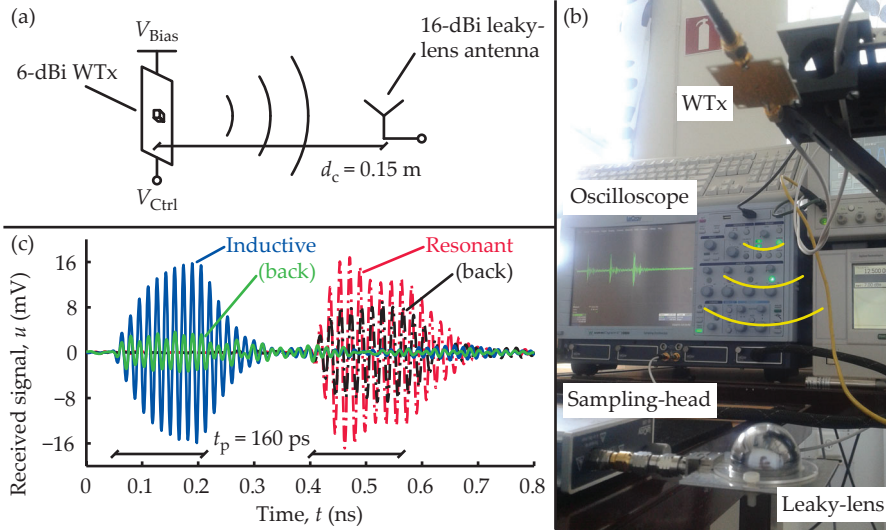 (a)
V_Bias
6-dBi WTx
V_Ctrl
16-dBi leaky-
lens antenna
d_c = 0.15 m
(b)
WTx
Oscilloscope
Sampling-head
Leaky-lens
(c)
Inductive
(back)
Resonant
(back)
Received signal, u (mV)
16
8
0
−8
−16
t_p = 160 ps
0
0.1
0.2
0.3
0.4
0.5
0.6
0.7
0.8
Time, t (ns)